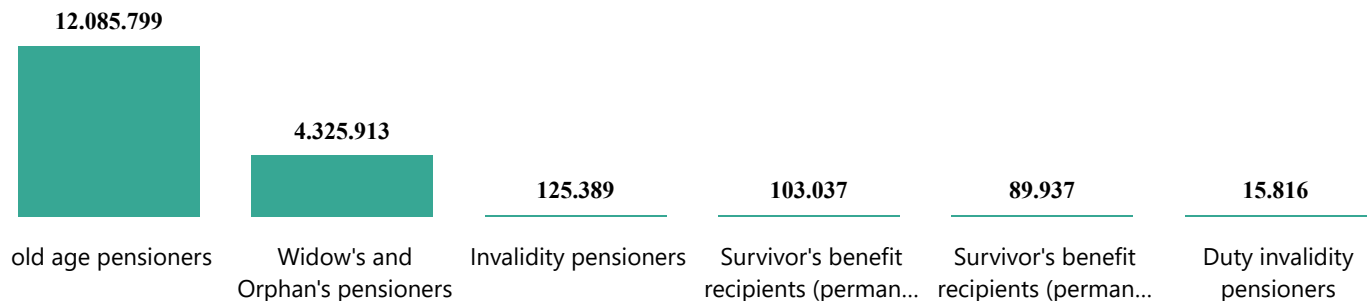 12.085.799
4.325.913
125.389
103.037
89.937
15.816
old age pensioners
Widow's and
Orphan's pensioners
Invalidity pensioners
Survivor's benefit
recipients (perman...
Survivor's benefit
recipients (perman...
Duty invalidity
pensioners